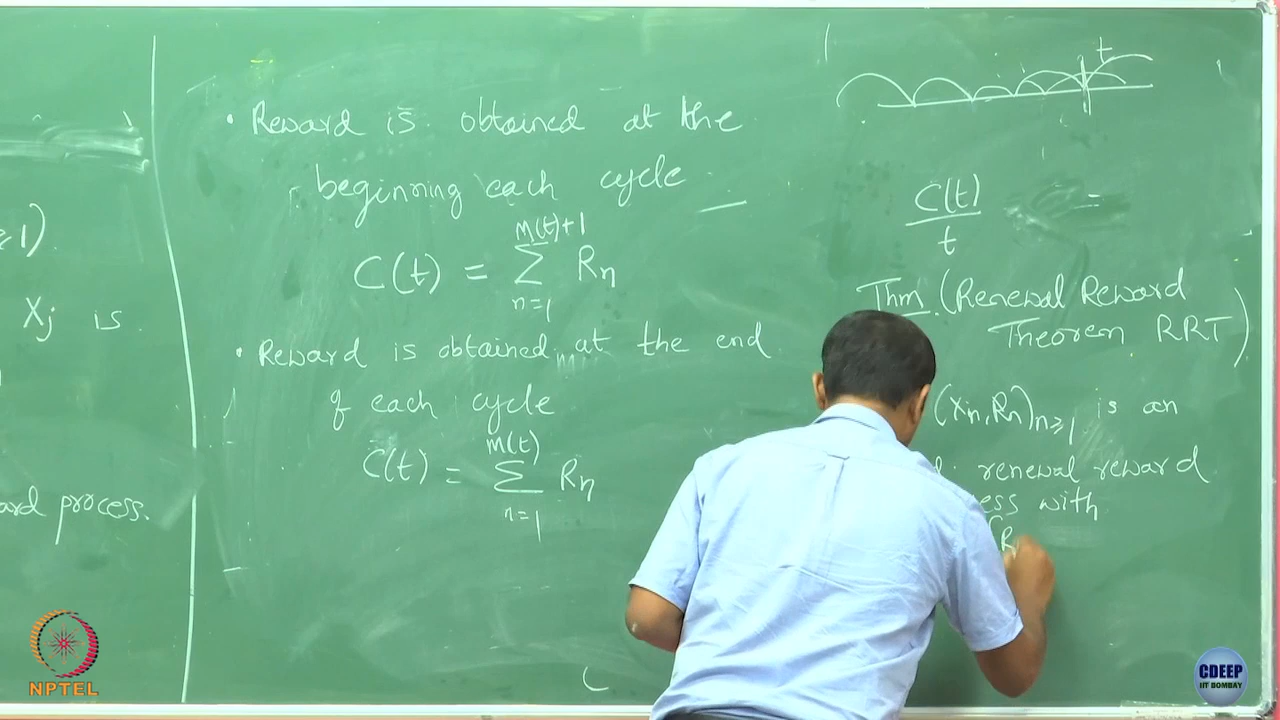 1)
Xj is
ard process.
• Reward is obtained at the
beginning each cycle
C(t) = Σ_{n=1}^{M(t)+1} R_n
• Reward is obtained at the end
of each cycle
C(t) = Σ_{n=1}^{M(t)} R_n
t
C(t)/t =
Thm. (Renewal Reward
Theorem RRT)
(Xn, Rn)_{n≥1} is an
renewal reward
ess with
NPTEL
CDEEP
IIT BOMBAY